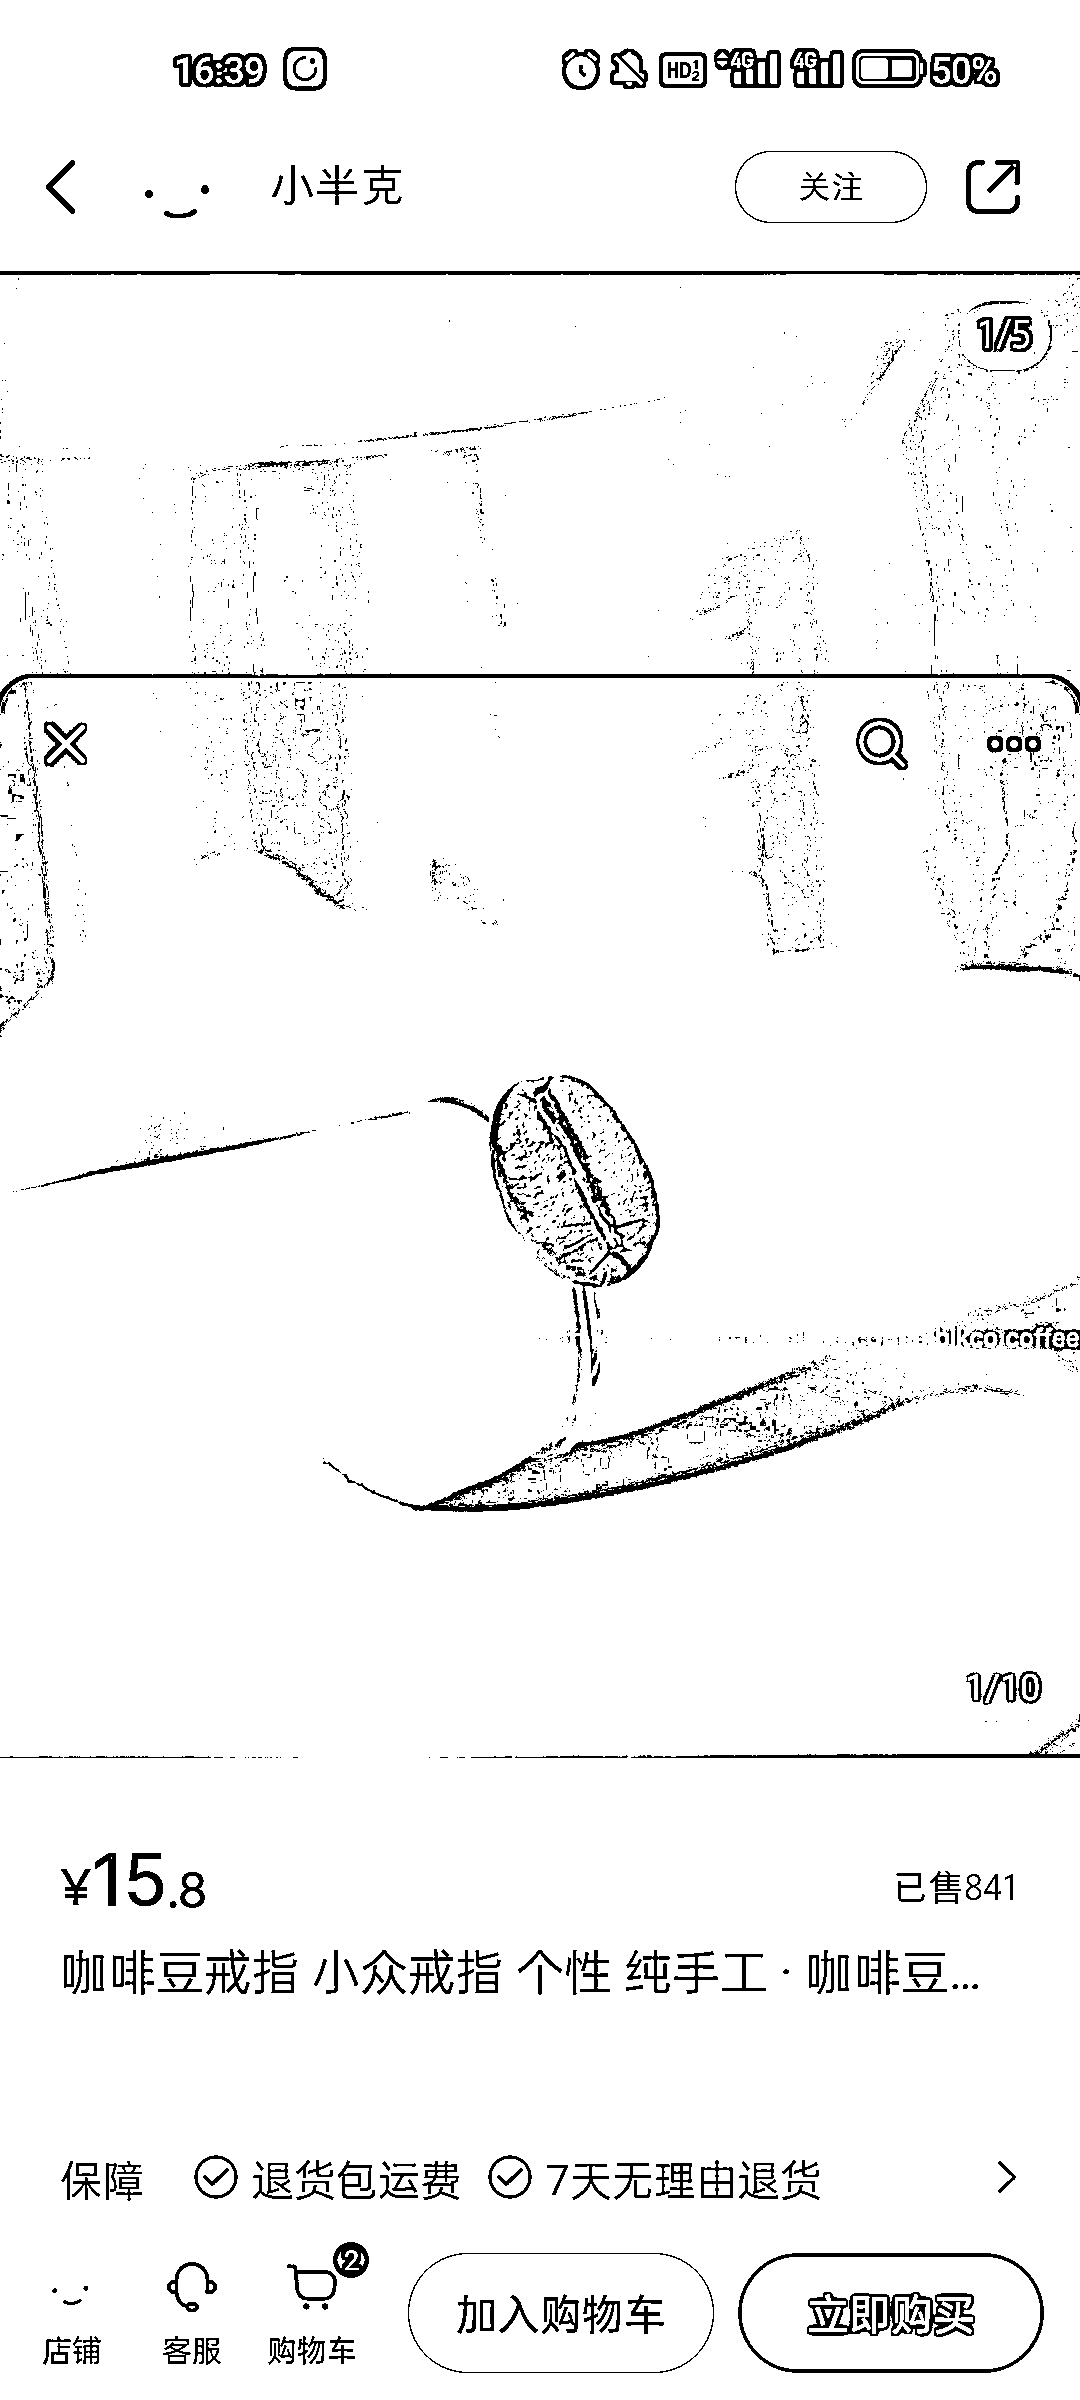 16:39 HD 1 2 4G 4G 50%
小半克 关注
1/5
blkco|coffee
1/10
¥15.8 已售841
咖啡豆戒指 小众戒指 个性 纯手工 · 咖啡豆...
保障 退货包运费 7天无理由退货
2
店铺 客服 购物车 加入购物车 立即购买